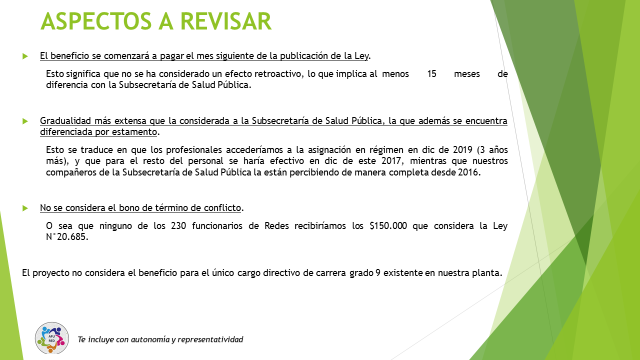 ASPECTOS A REVISAR
El beneficio se comenzará a pagar el mes siguiente de la publicación de la Ley.
Esto significa que no se ha considerado un efecto retroactivo, lo que implica al menos 15 meses de
diferencia con la Subsecretaría de Salud Pública.
Gradualidad más extensa que la considerada a la Subsecretaría de Salud Pública, la que además se encuentra
diferenciada por estamento.
Esto se traduce en que los profesionales accederíamos a la asignación en régimen en dic de 2019 (3 años
más), y que para el resto del personal se haría efectivo en dic de este 2017, mientras que nuestros
compañeros de la Subsecretaría de Salud Pública la están percibiendo de manera completa desde 2016.
No se considera el bono de término de conflicto.
O sea que ninguno de los 230 funcionarios de Redes recibiríamos los $150.000 que considera la Ley
N°20.685.
El proyecto no considera el beneficio para el único cargo directivo de carrera grado 9 existente en nuestra planta.
Te incluye con autonomía y representatividad